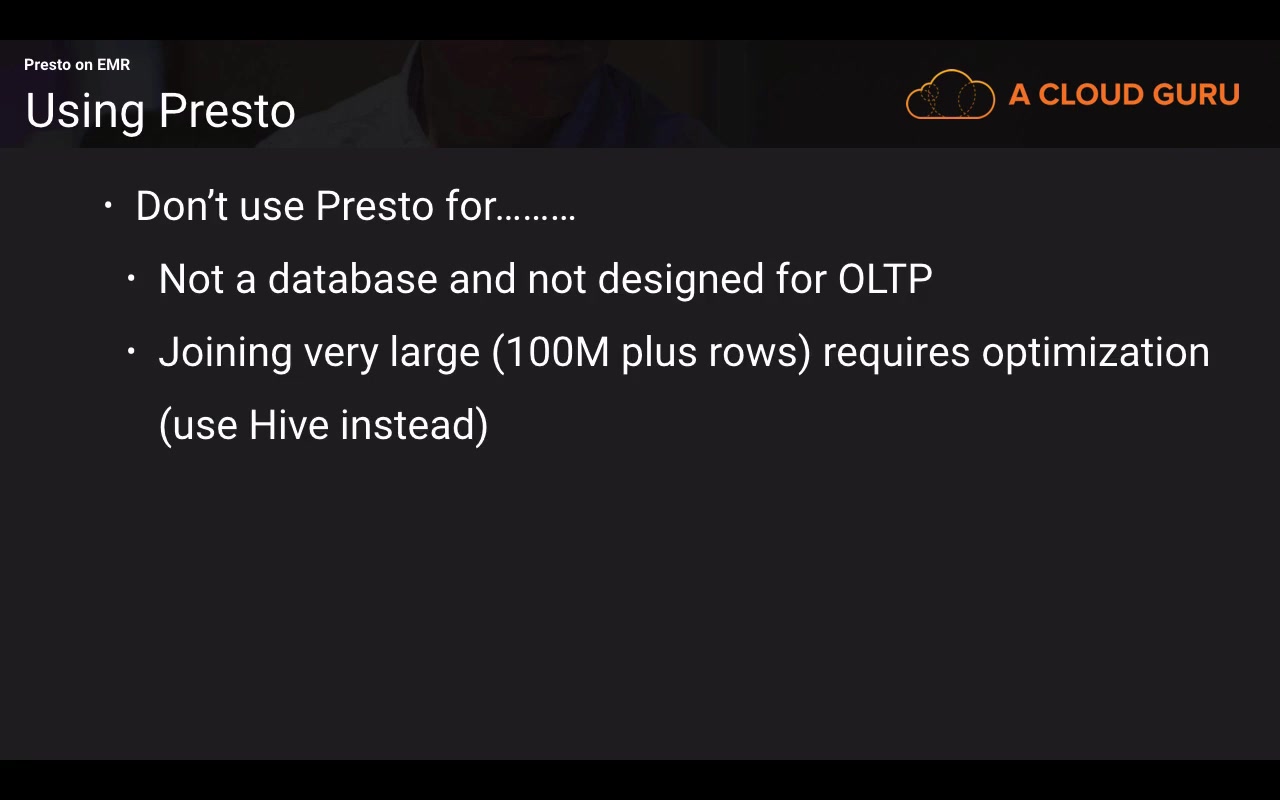 Presto on EMR
Using Presto
A CLOUD GURU
• Don’t use Presto for………
• Not a database and not designed for OLTP
• Joining very large (100M plus rows) requires optimization
(use Hive instead)